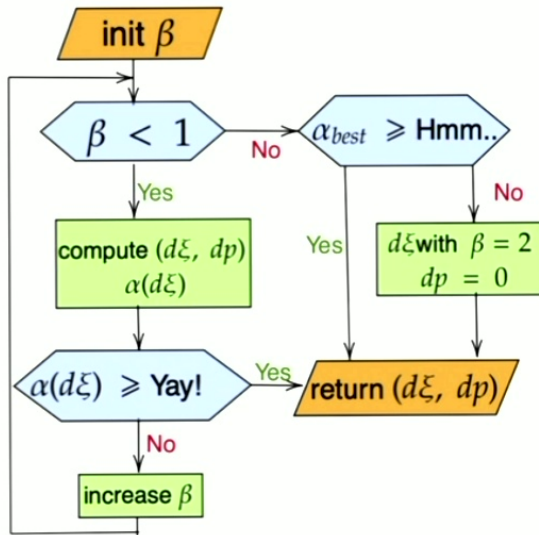 init β
β < 1
No
α_best ⩾ Hmm..
Yes
No
compute (dξ, dp)
α(dξ)
Yes
dξ with β = 2
dp = 0
α(dξ) ⩾ Yay!
Yes
return (dξ, dp)
No
increase β